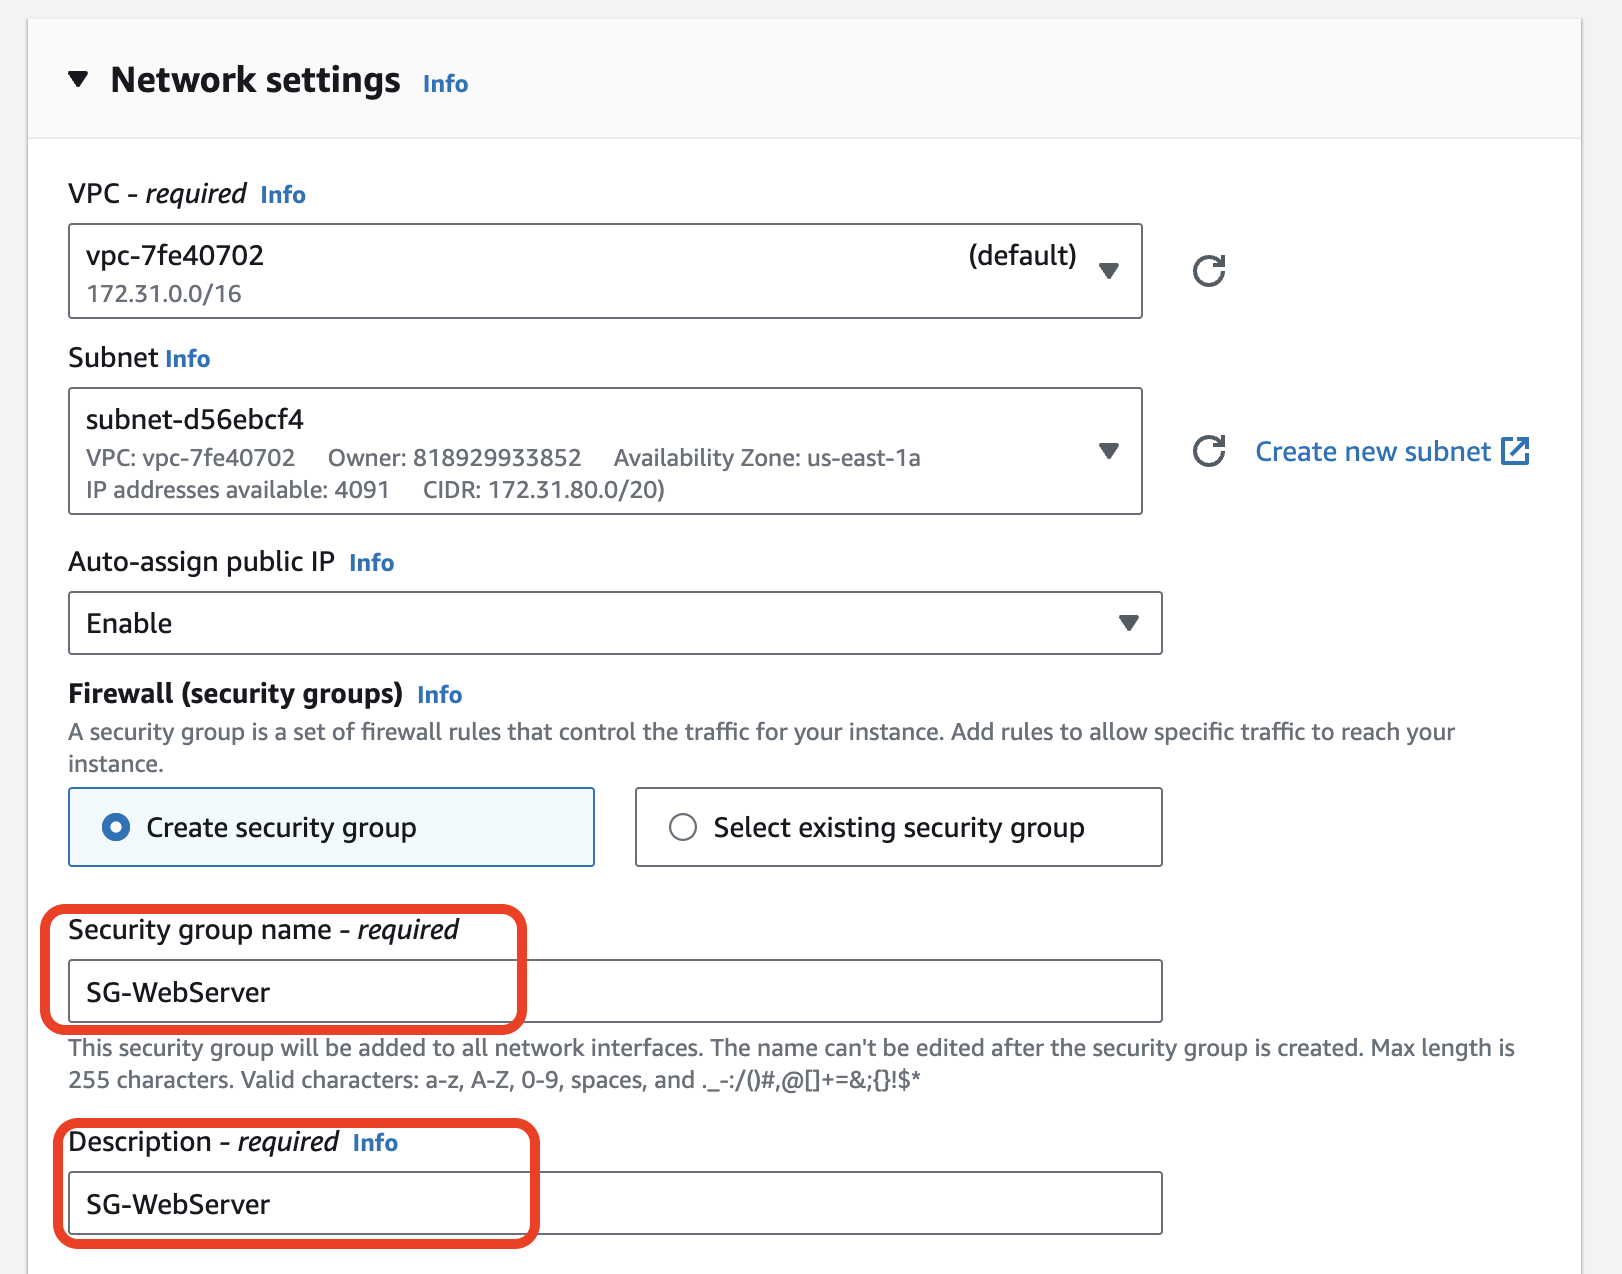 Network settings Info
VPC - required Info
vpc-7fe40702 (default)
172.31.0.0/16
Subnet Info
subnet-d56ebcf4
VPC: vpc-7fe40702 Owner: 818929933852 Availability Zone: us-east-1a
IP addresses available: 4091 CIDR: 172.31.80.0/20)
Create new subnet
Auto-assign public IP Info
Enable
Firewall (security groups) Info
A security group is a set of firewall rules that control the traffic for your instance. Add rules to allow specific traffic to reach your
instance.
Create security group
Select existing security group
Security group name - required
SG-WebServer
This security group will be added to all network interfaces. The name can't be edited after the security group is created. Max length is
255 characters. Valid characters: a-z, A-Z, 0-9, spaces, and ._-:/()#,@[]+=&;{}!$*
Description - required Info
SG-WebServer